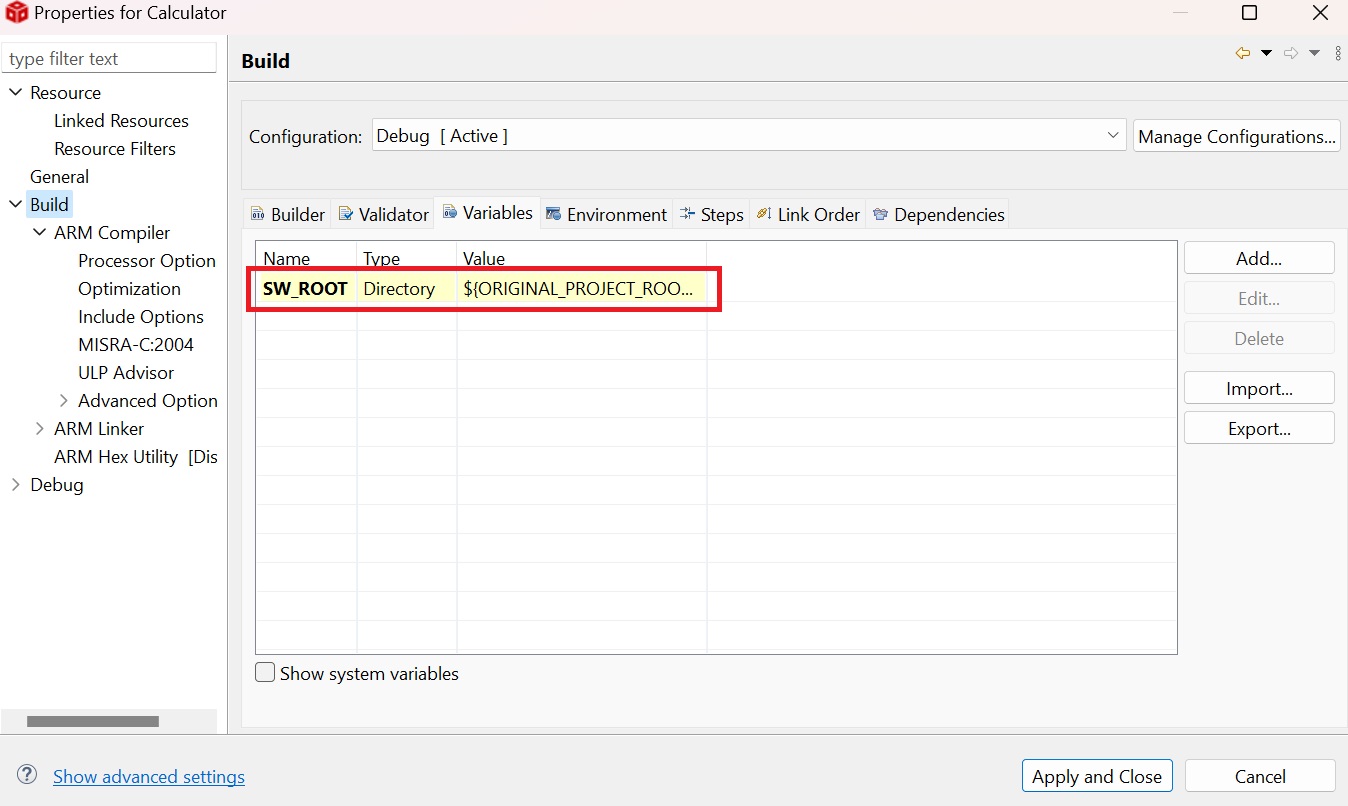 Properties for Calculator
type filter text
Resource
Linked Resources
Resource Filters
General
Build
ARM Compiler
Processor Option
Optimization
Include Options
MISRA-C:2004
ULP Advisor
Advanced Option
ARM Linker
ARM Hex Utility [Dis
Debug
Build
Configuration: Debug [ Active ] Manage Configurations...
Builder Validator Variables Environment Steps Link Order Dependencies
Name Type Value
SW_ROOT Directory ${ORIGINAL_PROJECT_ROO...
Add...
Edit...
Delete
Import...
Export...
Show system variables
Show advanced settings Apply and Close Cancel